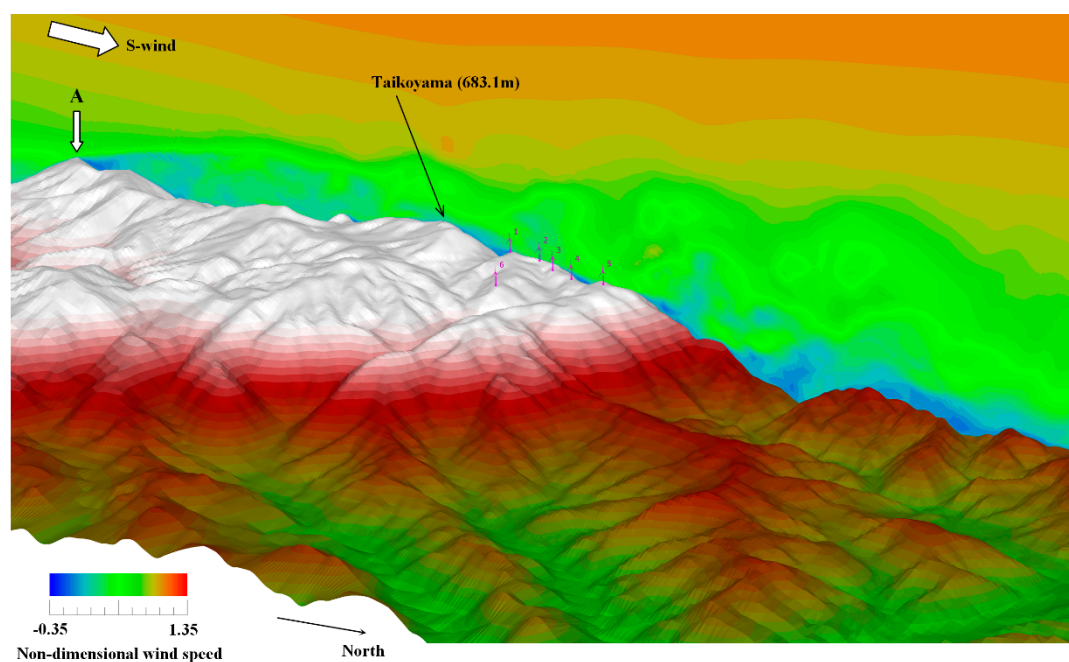 S-wind
Taikoyama (683.1m)
A
1
2
3
4
5
6
-0.35
1.35
Non-dimensional wind speed
North